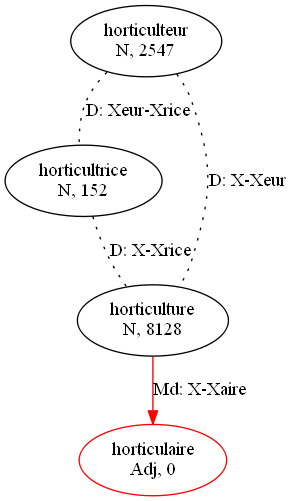 horticulteur
N, 2547
D: Xeur-Xrice
horticultrice
N, 152
D: X-Xeur
D: X-Xrice
horticulture
N, 8128
Md: X-Xaire
horticulaire
Adj, 0